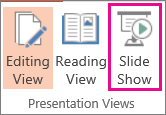 Editing Reading Slide
View View Show
Presentation Views